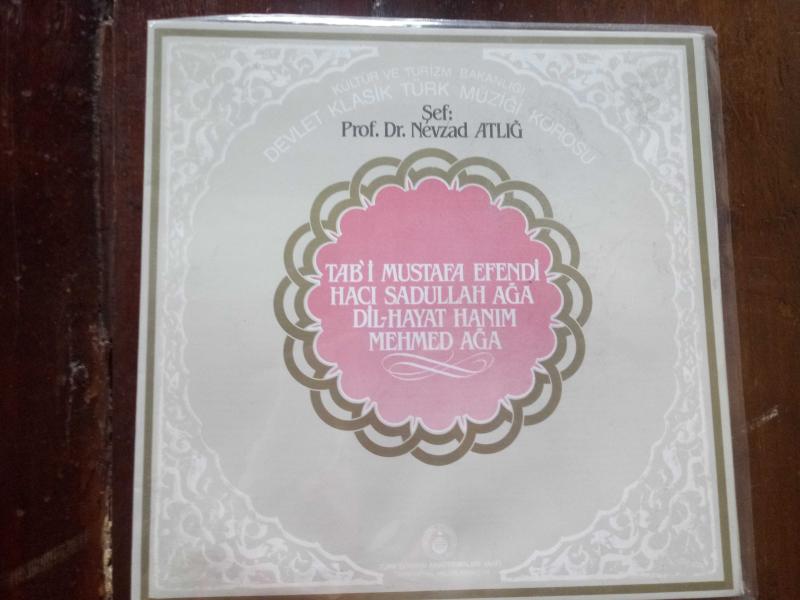 KÜLTÜR VE TURİZM BAKANLIĞI
DEVLET KLASİK TÜRK MÜZİĞİ KOROSU
Şef:
Prof. Dr. Nevzad ATLIĞ
TAB'İ MUSTAFA EFENDİ
HACI SADULLAH AĞA
DİL-HAYAT HANIM
MEHMED AĞA